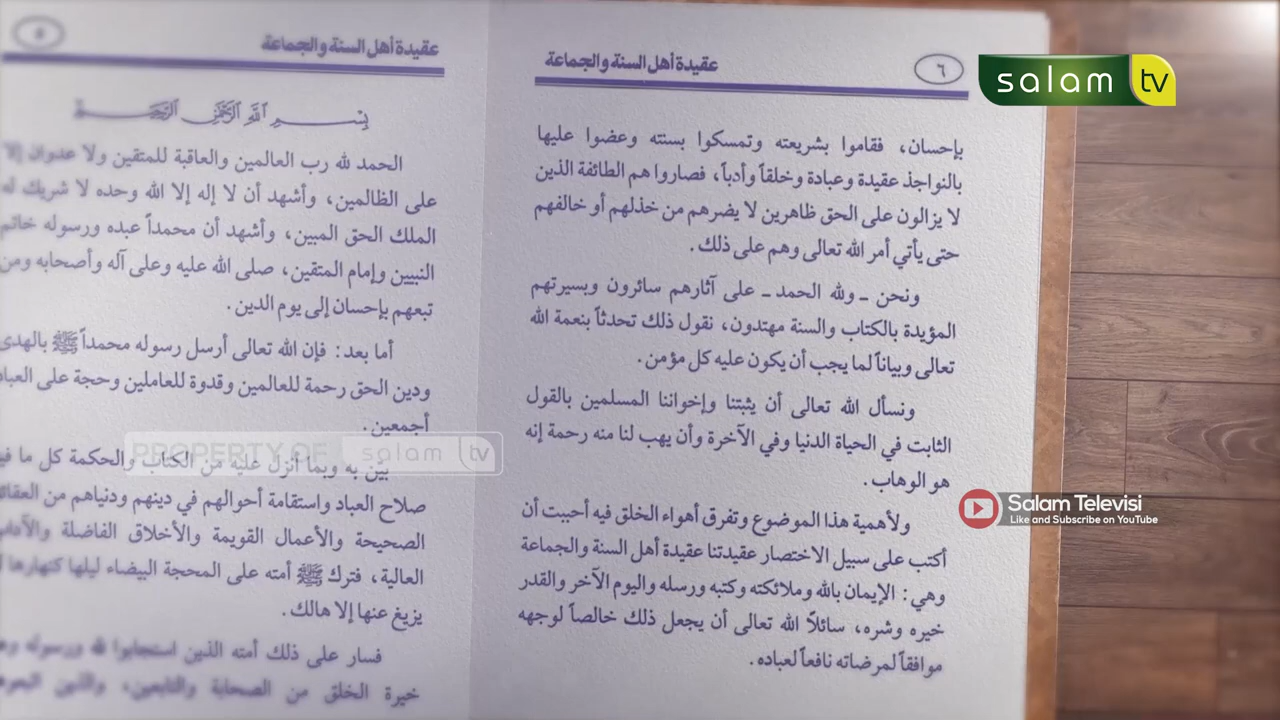 ٦
عقيدة أهل السنة والجماعة
بإحسان، فقاموا بشريعته وتمسكوا بسنته وعضوا عليها
بالنواجذ عقيدة وعبادة وخلقاً وأدباً، فصاروا هم الطائفة الذين
لا يزالون على الحق ظاهرين لا يضرهم من خذلهم أو خالفهم
حتى يأتي أمر الله تعالى وهم على ذلك.
ونحن ـ ولله الحمد ـ على آثارهم سائرون وبسيرتهم
المؤيدة بالكتاب والسنة مهتدون، نقول ذلك تحدثاً بنعمة الله
تعالى وبياناً لما يجب أن يكون عليه كل مؤمن.
ونسأل الله تعالى أن يثبتنا وإخواننا المسلمين بالقول
الثابت في الحياة الدنيا وفي الآخرة وأن يهب لنا منه رحمة إنه
هو الوهاب.
ولأهمية هذا الموضوع وتفرق أهواء الخلق فيه أحببت أن
أكتب على سبيل الاختصار عقيدتنا عقيدة أهل السنة والجماعة
وهي: الإيمان بالله وملائكته وكتبه ورسله واليوم الآخر والقدر
خيره وشره، سائلاً الله تعالى أن يجعل ذلك خالصاً لوجهه
موافقاً لمرضاته نافعاً لعباده.
عقيدة أهل السنة والجماعة
٥
بسم الله الرحمن الرحيم
الحمد لله رب العالمين والعاقبة للمتقين ولا عدوان إلا
على الظالمين، وأشهد أن لا إله إلا الله وحده لا شريك له
الملك الحق المبين، وأشهد أن محمداً عبده ورسوله خاتم
النبيين وإمام المتقين، صلى الله عليه وعلى آله وأصحابه ومن
تبعهم بإحسان إلى يوم الدين.
أما بعد: فإن الله تعالى أرسل رسوله محمداً ﷺ بالهدى
ودين الحق رحمة للعالمين وقدوة للعاملين وحجة على
أجمعين.
بيّن به وبما أنزل عليه من الكتاب والحكمة كل ما
صلاح العباد واستقامة أحوالهم في دينهم ودنياهم من
الصحيحة والأعمال القويمة والأخلاق الفاضلة
العالية، فترك ﷺ أمته على المحجة البيضاء ليلها كنهارها
يزيغ عنها إلا هالك.
فسار على ذلك أمته الذين استجابوا لله ورسوله
خيرة الخلق من الصحابة والتابعين، والذين
salam tv
PROPERTY OF salam tv
Salam Televisi
Like and Subscribe on YouTube